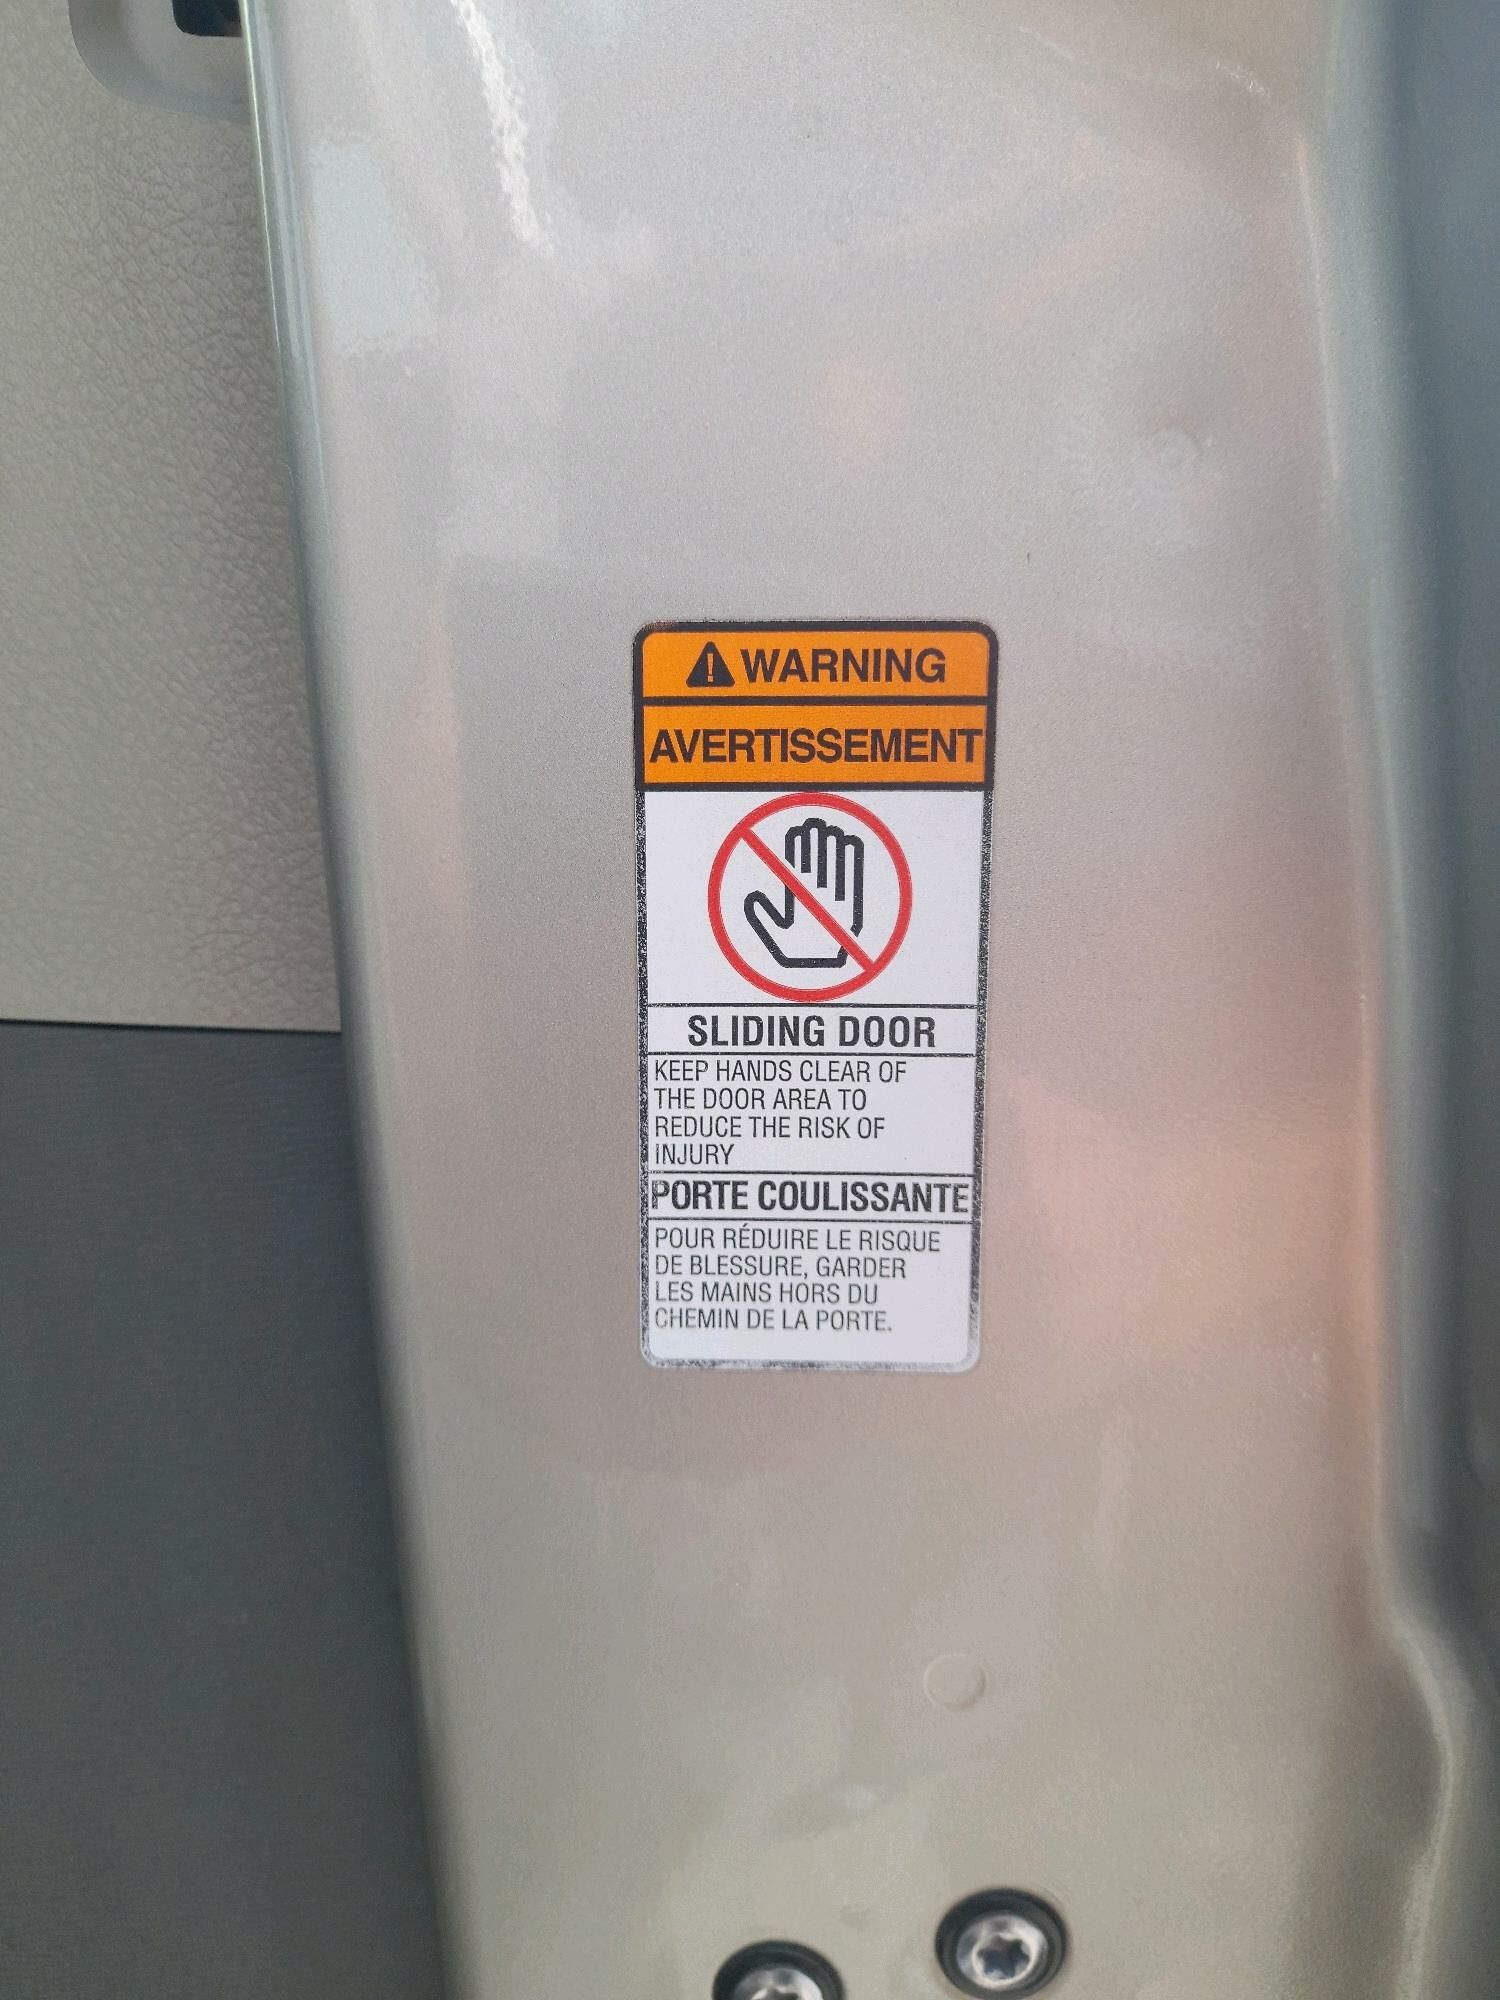 WARNING
AVERTISSEMENT
SLIDING DOOR
KEEP HANDS CLEAR OF
THE DOOR AREA TO
REDUCE THE RISK OF
INJURY
PORTE COULISSANTE
POUR RÉDUIRE LE RISQUE
DE BLESSURE, GARDER
LES MAINS HORS DU
CHEMIN DE LA PORTE.